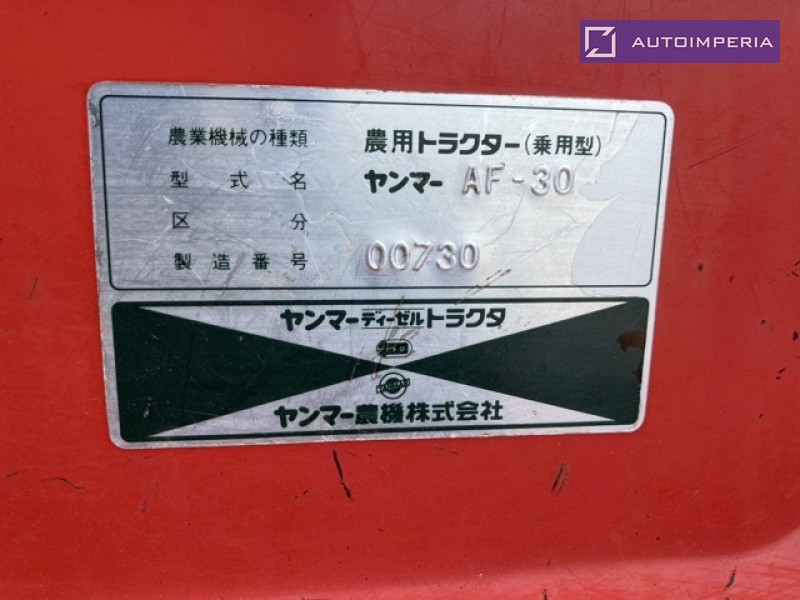 AUTOIMPERIA
農業機械の種類 農用トラクター(乗用型)
型式名 ヤンマー AF-30
区分
製造番号 00730
ヤンマーディーゼルトラクタ
ヤンマー農機株式会社